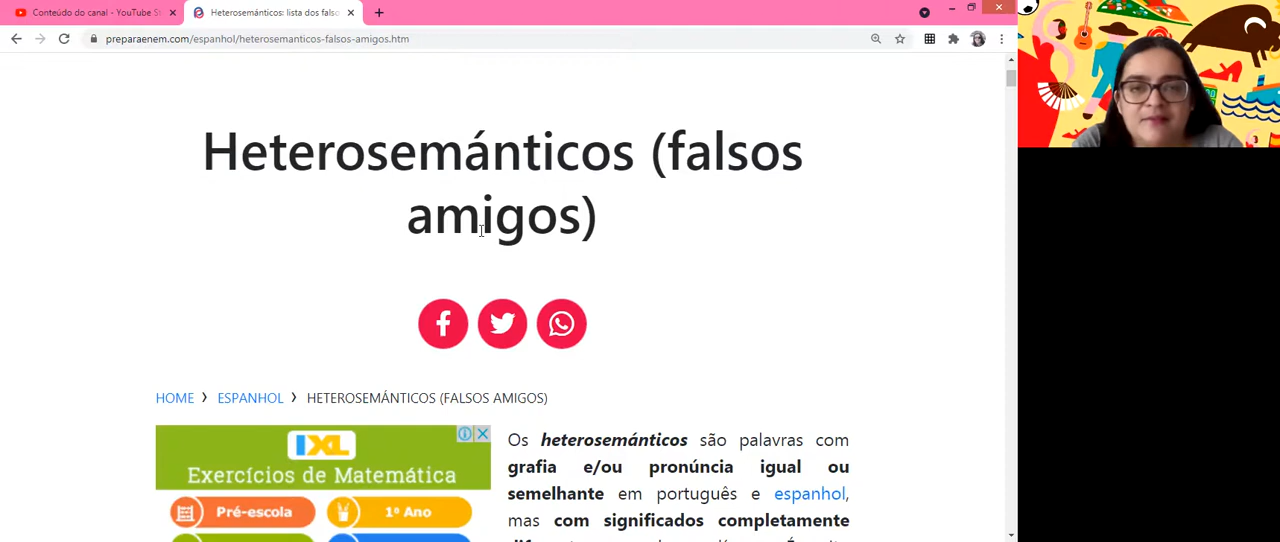 Conteúdo do canal - YouTube St
Heterosemánticos: lista dos falso
preparaenem.com/espanhol/heterosemanticos-falsos-amigos.htm
Heterosemánticos (falsos
amigos)
HOME > ESPANHOL > HETEROSEMÁNTICOS (FALSOS AMIGOS)
IXL
Exercícios de Matemática
Pré-escola
1º Ano
Os heterosemánticos são palavras com
grafia e/ou pronúncia igual ou
semelhante em português e espanhol,
mas com significados completamente